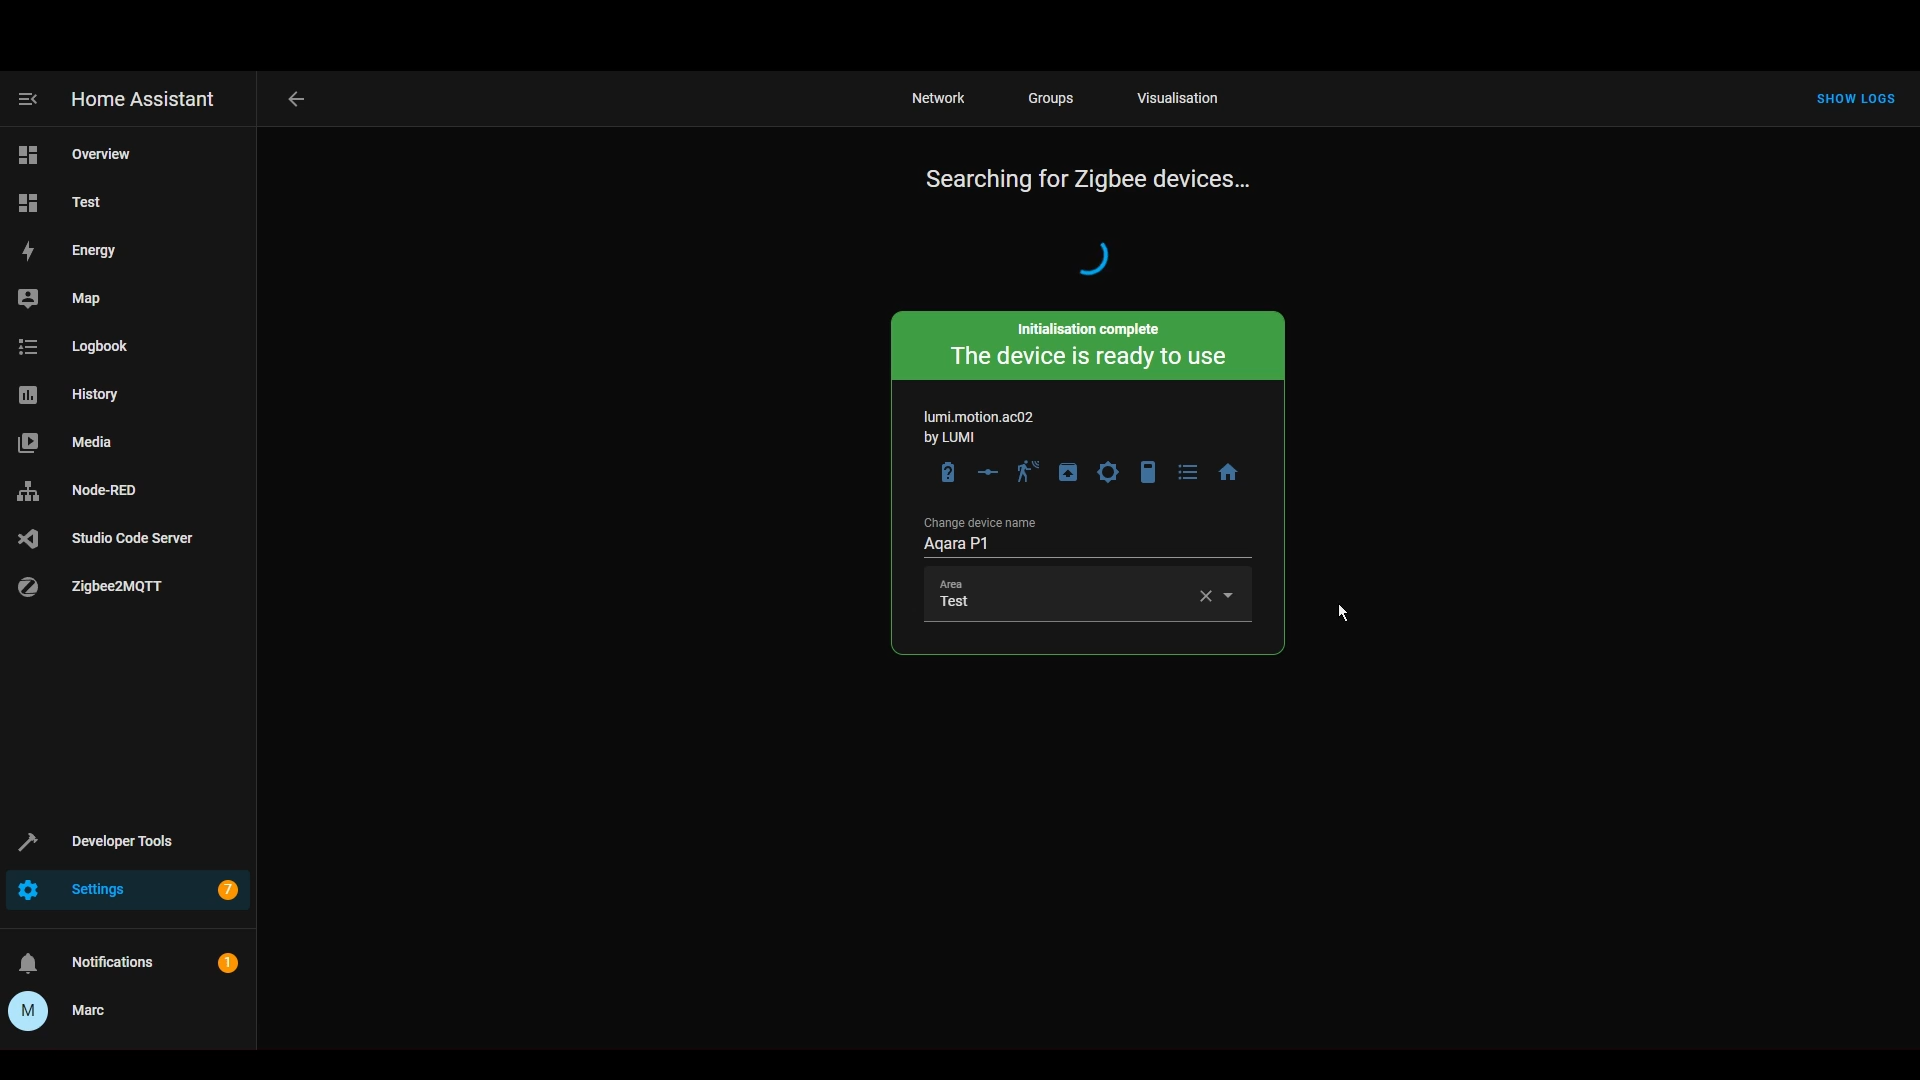 Home Assistant
Network Groups Visualisation
SHOW LOGS
Overview
Test
Energy
Map
Logbook
History
Media
Node-RED
Studio Code Server
Zigbee2MQTT
Developer Tools
Settings 7
Notifications 1
M Marc
Searching for Zigbee devices...
Initialisation complete
The device is ready to use
lumi.motion.ac02
by LUMI
Change device name
Aqara P1
Area
Test